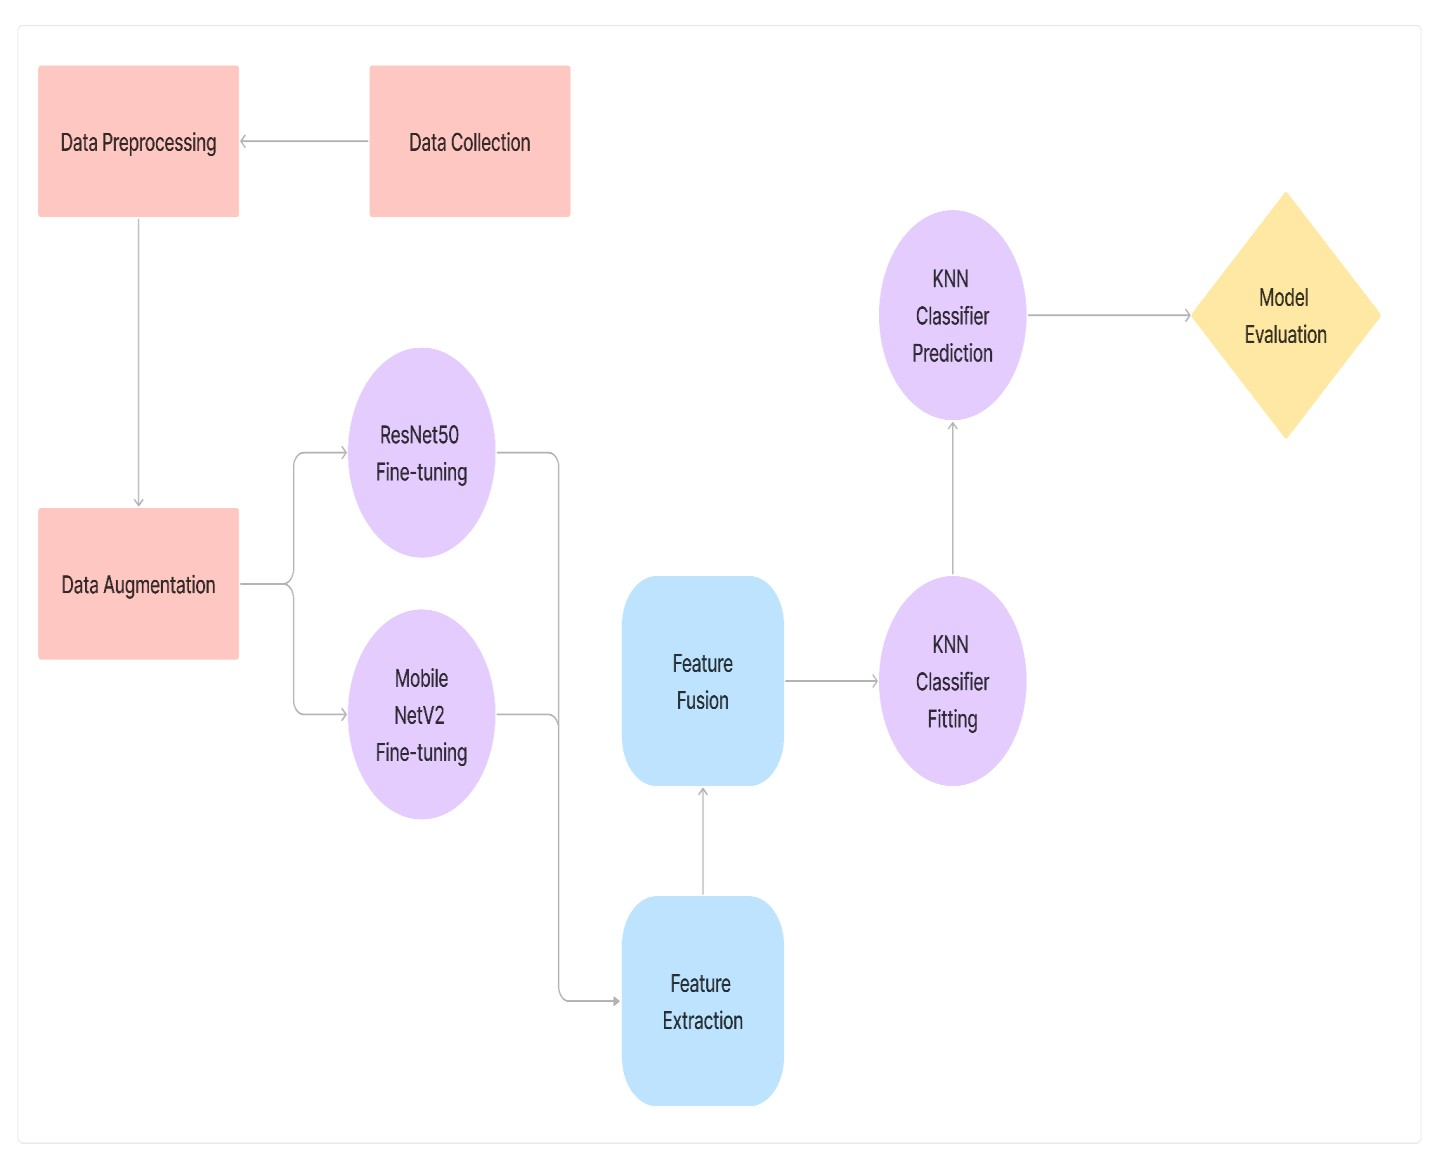 Data Preprocessing
Data Collection
KNN
Classifier
Prediction
Model
Evaluation
ResNet50
Fine-tuning
Data Augmentation
Mobile
NetV2
Fine-tuning
Feature
Fusion
KNN
Classifier
Fitting
Feature
Extraction